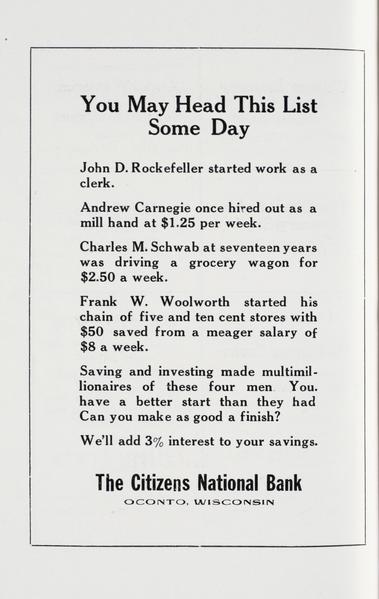 You May Head This List
Some Day
John D. Rockefeller started work as a
clerk.
Andrew Carnegie once hired out as a
mill hand at $1.25 per week.
Charles M. Schwab at seventeen years
was driving a grocery wagon for
$2.50 a week.
Frank W. Woolworth started his
chain of five and ten cent stores with
$50 saved from a meager salary of
$8 a week.
Saving and investing made multimil-
lionaires of these four men You.
have a better start than they had
Can you make as good a finish?
We'll add 3% interest to your savings.
The Citizens National Bank
OCONTO, WISCONSIN